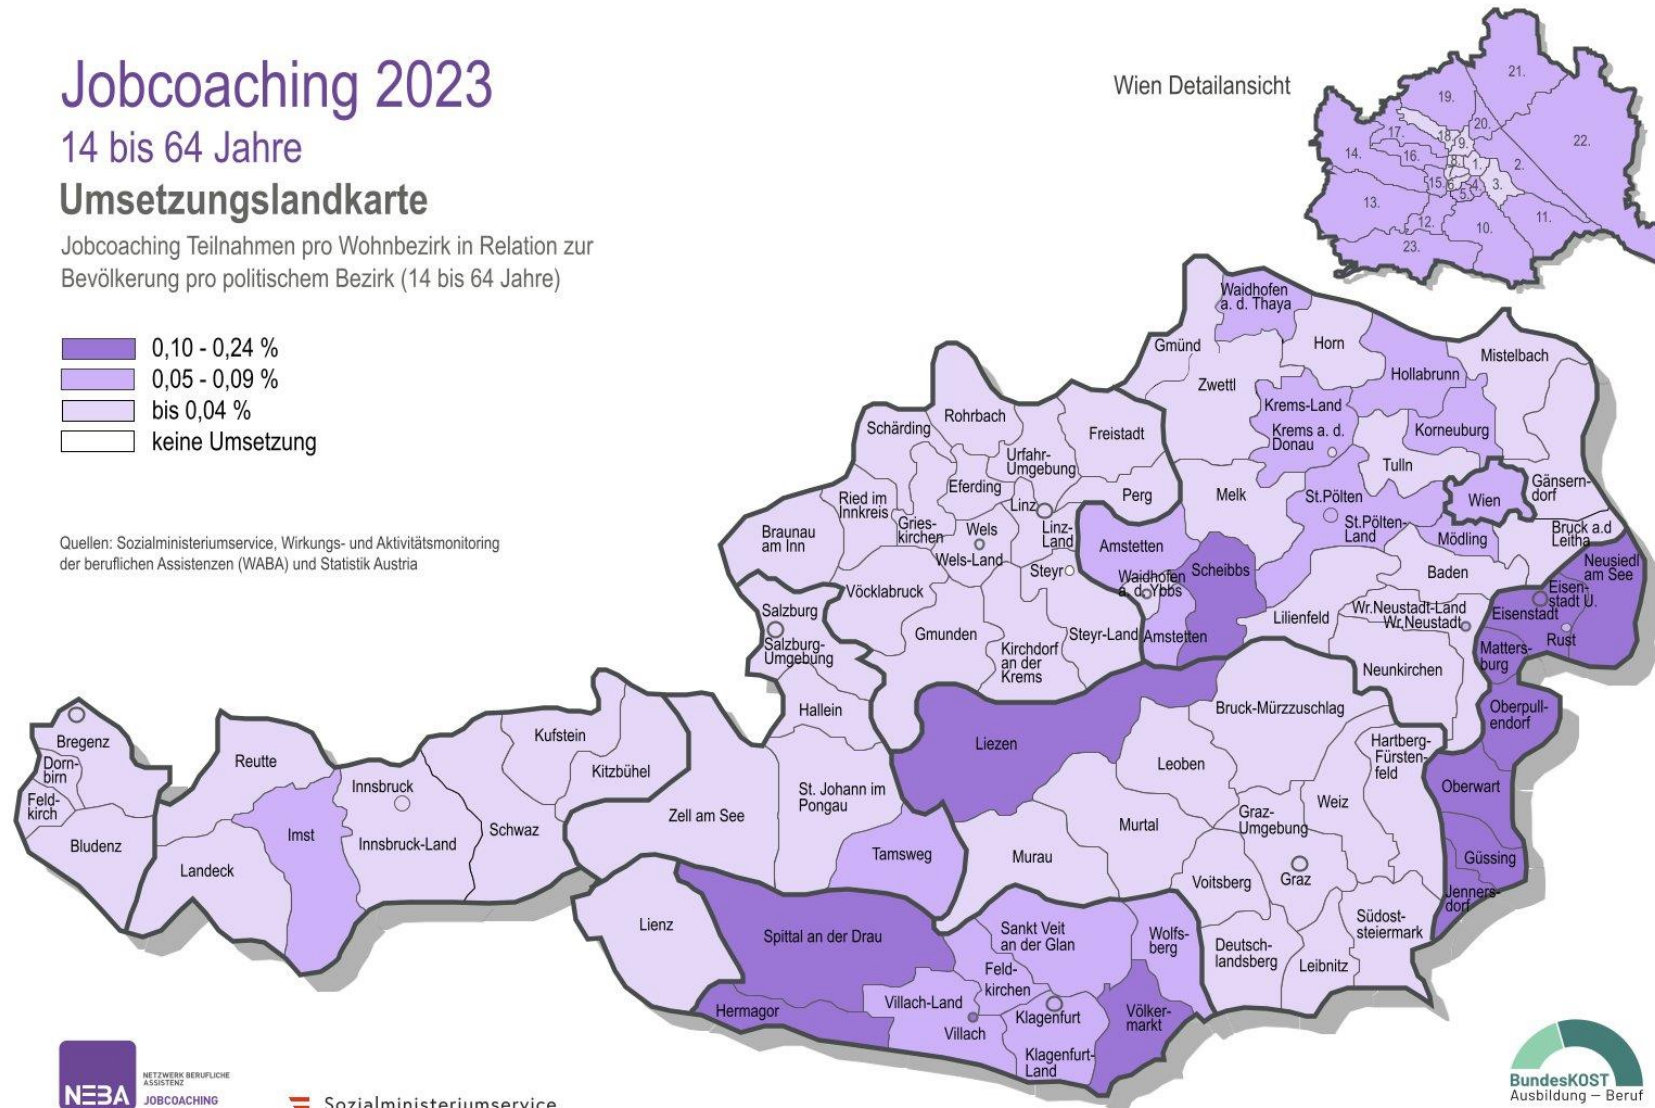 Jobcoaching 2023
14 bis 64 Jahre
Umsetzungslandkarte
Jobcoaching Teilnahmen pro Wohnbezirk in Relation zur
Bevölkerung pro politischem Bezirk (14 bis 64 Jahre)
0,10 - 0,24 %
0,05 - 0,09 %
bis 0,04 %
keine Umsetzung
Quellen: Sozialministeriumservice, Wirkungs- und Aktivitätsmonitoring
der beruflichen Assistenzen (WABA) und Statistik Austria
Wien Detailansicht
21.
19.
20.
22.
17.
18.
9.
14.
16.
8.
1.
2.
7.
15.
6.
4.
5.
3.
13.
12.
10.
11.
23.
Waidhofen
a. d. Thaya
Gmünd
Horn
Mistelbach
Zwettl
Hollabrunn
Krems-Land
Krems a. d.
Donau
Korneuburg
Tulln
Rohrbach
Schärding
Freistadt
Urfahr-
Umgebung
Eferding
Perg
Melk
St.Pölten
St.Pölten-
Land
Wien
Gänsern-
dorf
Ried im
Innkreis
Linz
Gries-
kirchen
Wels
Wels-Land
Linz-
Land
Braunau
am Inn
Amstetten
Mödling
Bruck a.d
Leitha
Steyr
Waidhofen
a. d. Ybbs
Scheibbs
Baden
Neusiedl
am See
Eisen-
stadt U.
Eisenstadt
Rust
Vöcklabruck
Salzburg
Salzburg-
Umgebung
Gmunden
Kirchdorf
an der
Krems
Steyr-Land
Amstetten
Lilienfeld
Wr.Neustadt-Land
Wr.Neustadt
Matters-
burg
Neunkirchen
Hallein
Bruck-Mürzzuschlag
Oberpull-
endorf
Bregenz
Dorn-
birn
Feld-
kirch
Bludenz
Reutte
Kufstein
Kitzbühel
Innsbruck
Innsbruck-Land
Imst
Landeck
Schwaz
Zell am See
St. Johann im
Pongau
Liezen
Leoben
Hartberg-
Fürsten-
feld
Oberwart
Graz-
Umgebung
Weiz
Tamsweg
Murau
Murtal
Voitsberg
Graz
Güssing
Jenners-
dorf
Lienz
Spittal an der Drau
Sankt Veit
an der Glan
Wolfs-
berg
Deutsch-
landsberg
Leibnitz
Südost-
steiermark
Feld-
kirchen
Hermagor
Villach-Land
Villach
Klagenfurt
Klagenfurt-
Land
Völker-
markt
NEBA
NETZWERK BERUFLICHE
ASSISTENZ
JOBCOACHING
Sozialministeriumservice
BundesKOST
Ausbildung – Beruf